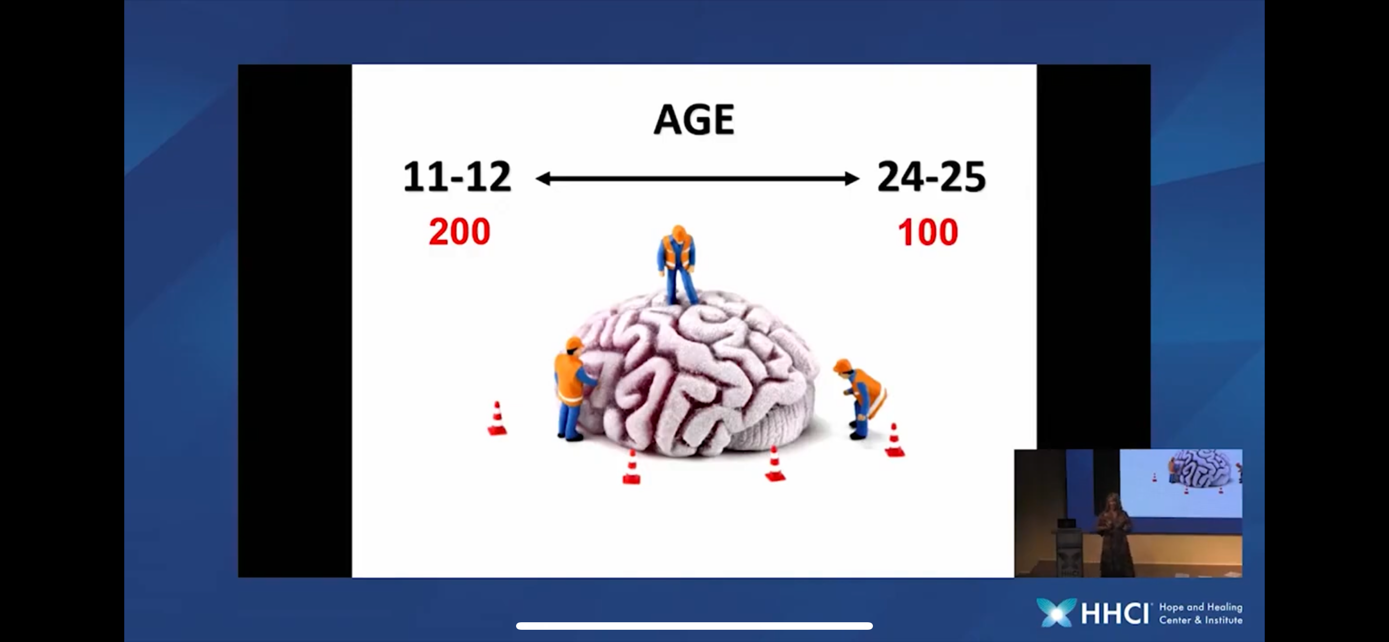 AGE
11-12 24-25
200 100
HHCI Hope and Healing
Center & Institute